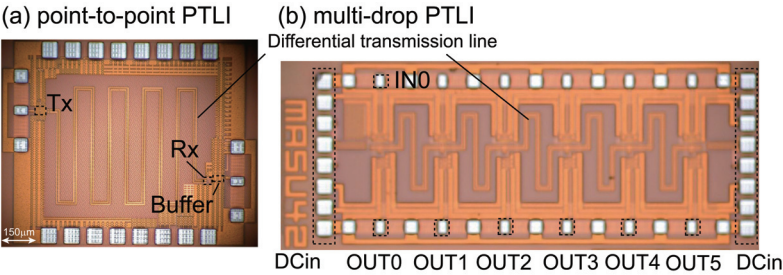 (a) point-to-point PTLI
(b) multi-drop PTLI
Differential transmission line
Tx
Rx
Buffer
150μm
IN0
MASU42
DCin
OUT0
OUT1
OUT2
OUT3
OUT4
OUT5
DCin